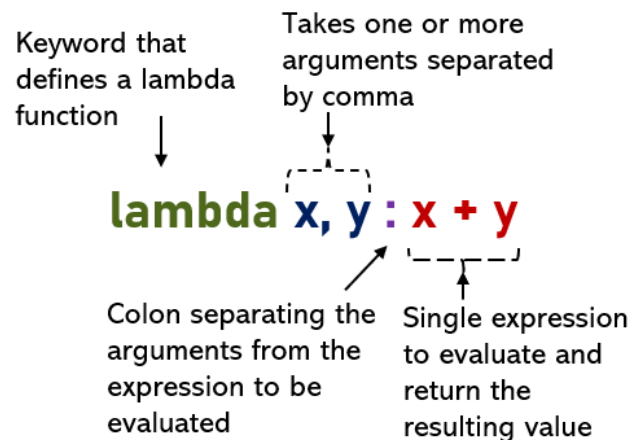 Keyword that
defines a lambda
function
Takes one or more
arguments separated
by comma
lambda x, y : x + y
Colon separating the
arguments from the
expression to be
evaluated
Single expression
to evaluate and
return the
resulting value